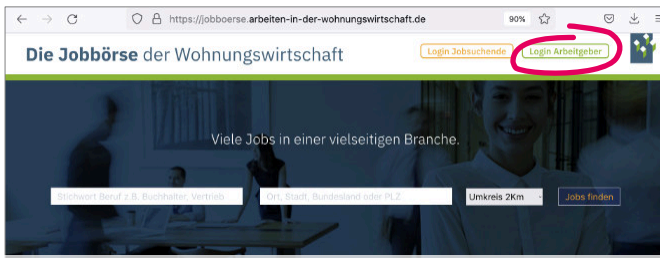 https://jobboerse.arbeiten-in-der-wohnungswirtschaft.de
90%
Die Jobbörse der Wohnungswirtschaft
Login Jobsuchende
Login Arbeitgeber
Viele Jobs in einer vielseitigen Branche.
Stichwort Beruf z.B. Buchhalter, Vertrieb
Ort, Stadt, Bundesland oder PLZ
Umkreis 2Km
Jobs finden